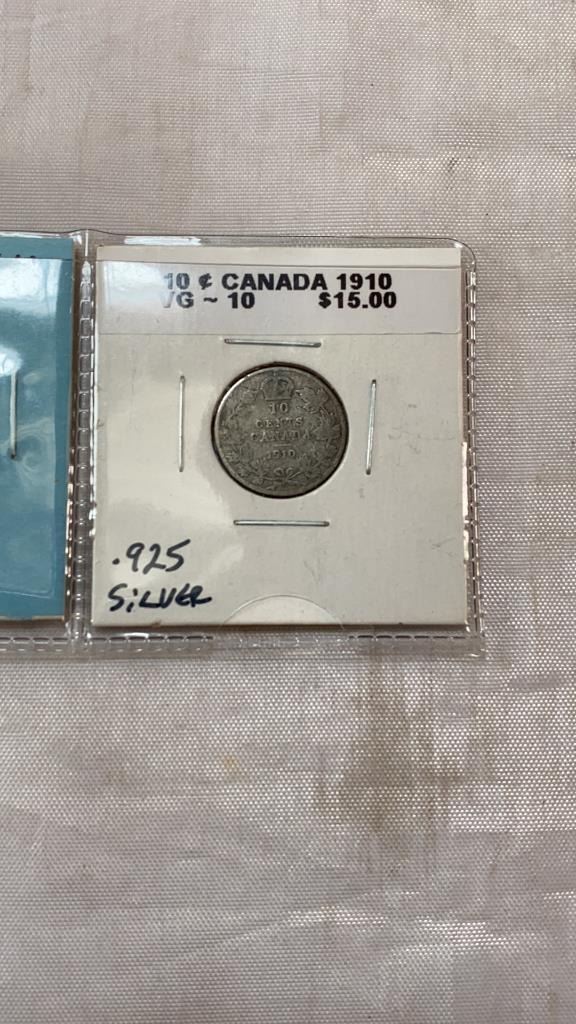 10 ¢ CANADA 1910
VG ~ 10 $15.00
10
CENTS
CANADA
1910
.925
SILVER